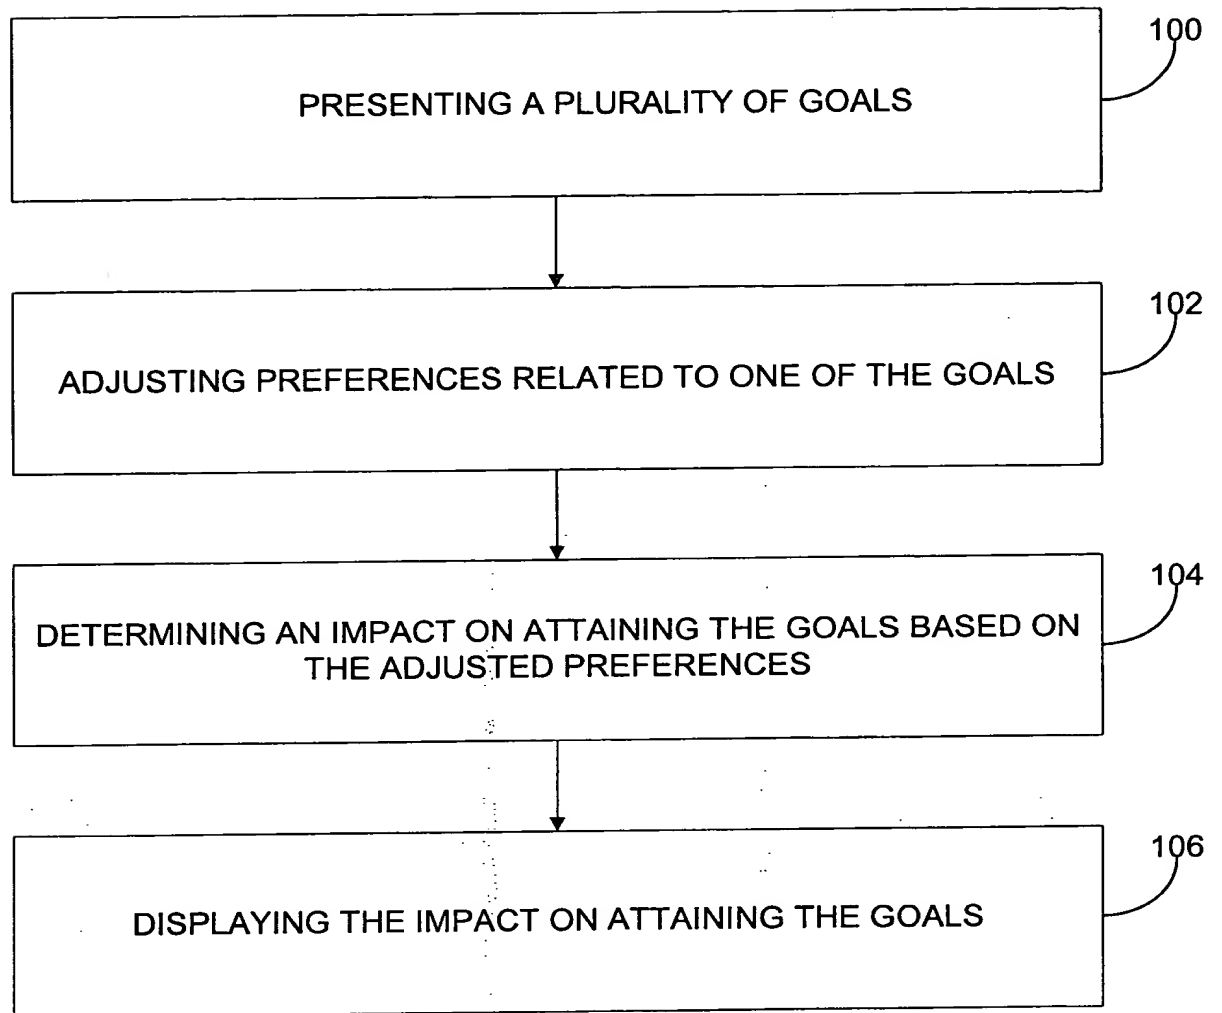 100
PRESENTING A PLURALITY OF GOALS
102
ADJUSTING PREFERENCES RELATED TO ONE OF THE GOALS
104
DETERMINING AN IMPACT ON ATTAINING THE GOALS BASED ON
THE ADJUSTED PREFERENCES
106
DISPLAYING THE IMPACT ON ATTAINING THE GOALS